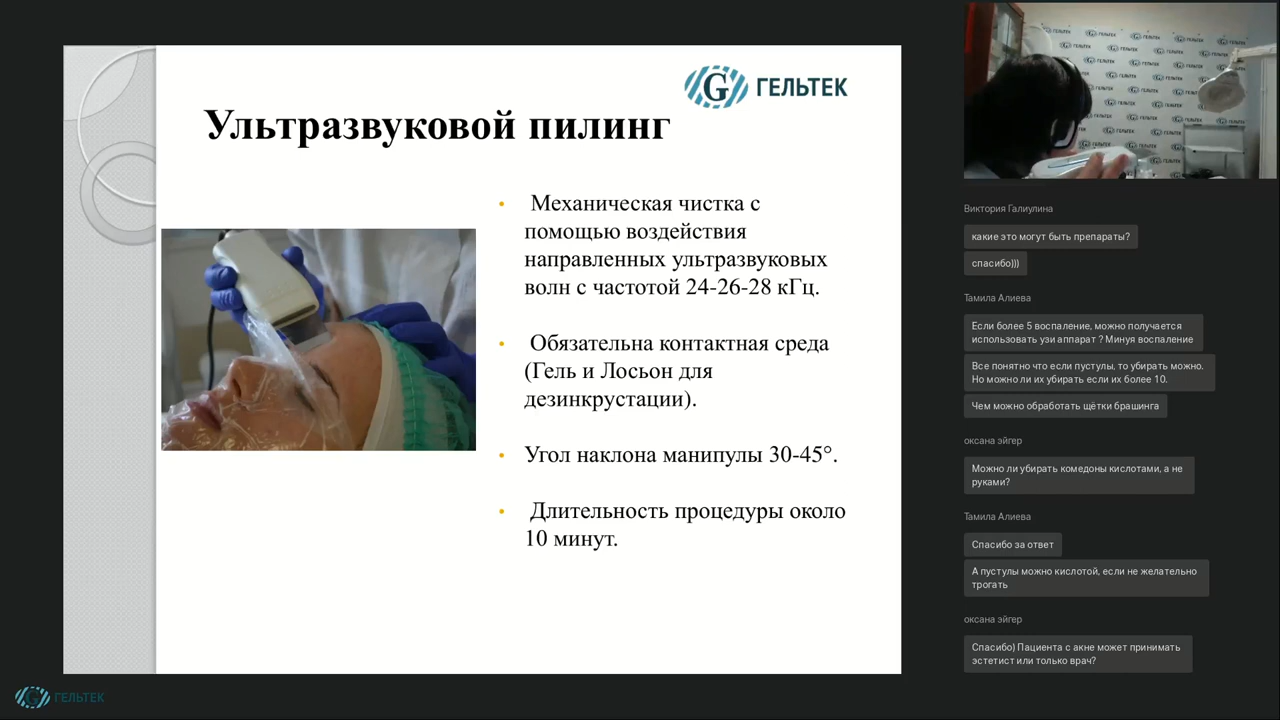 ГЕЛЬТЕК
Ультразвуковой пилинг
• Механическая чистка с
помощью воздействия
направленных ультразвуковых
волн с частотой 24-26-28 кГц.
• Обязательна контактная среда
(Гель и Лосьон для
дезинкрустации).
• Угол наклона манипулы 30-45°.
• Длительность процедуры около
10 минут.
ГЕЛЬТЕК
Виктория Галиулина
какие это могут быть препараты?
спасибо)))
Тамила Алиева
Если более 5 воспаление, можно получается
использовать узи аппарат ? Минуя воспаление
Все понятно что если пустулы, то убирать можно.
Но можно ли их убирать если их более 10.
Чем можно обработать щётки брашинга
оксана эйгер
Можно ли убирать комедоны кислотами, а не
руками?
Тамила Алиева
Спасибо за ответ
А пустулы можно кислотой, если не желательно
трогать
оксана эйгер
Спасибо) Пациента с акне может принимать
эстетист или только врач?